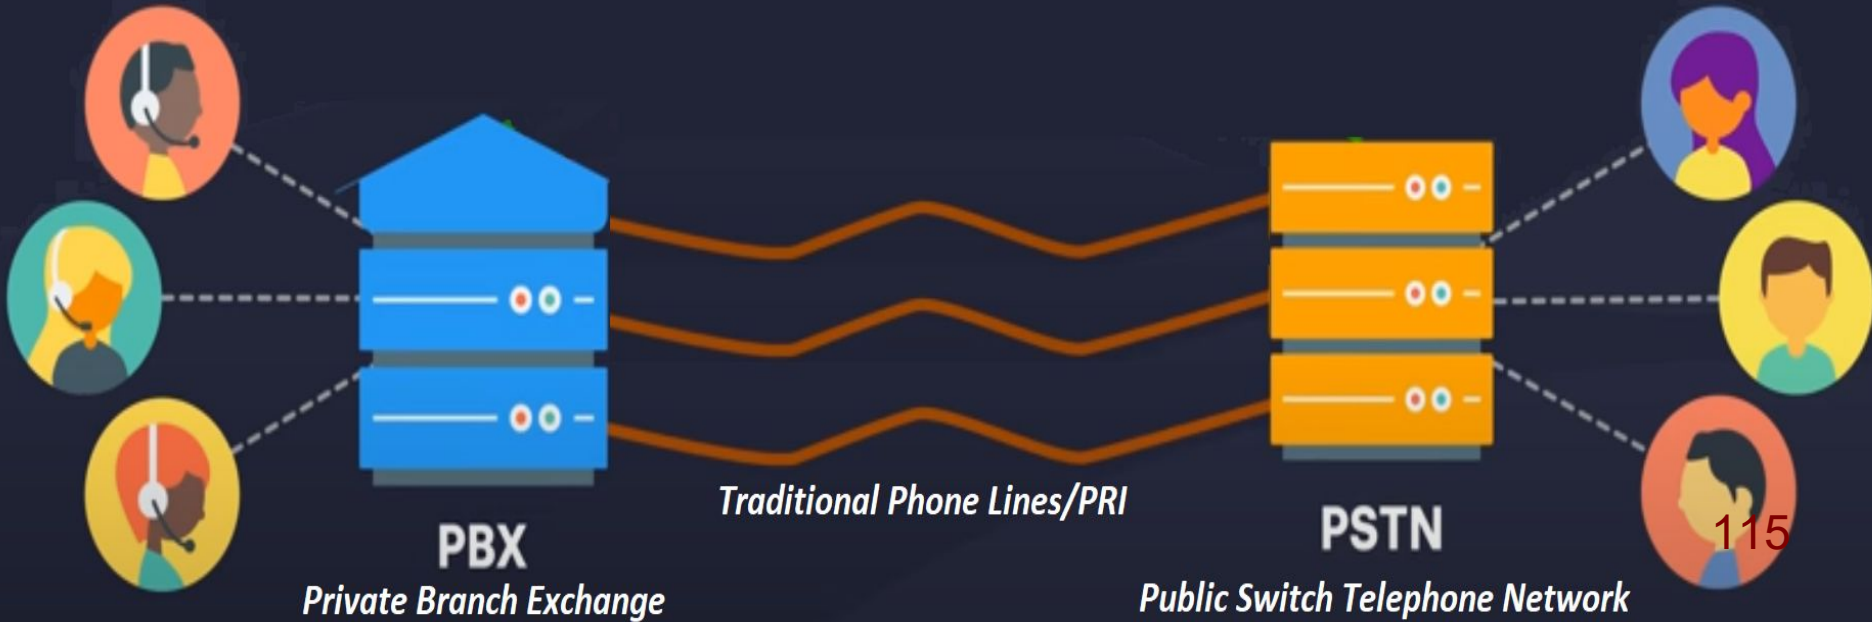 Traditional Phone Lines/PRI
PBX
Private Branch Exchange
PSTN
Public Switch Telephone Network
115